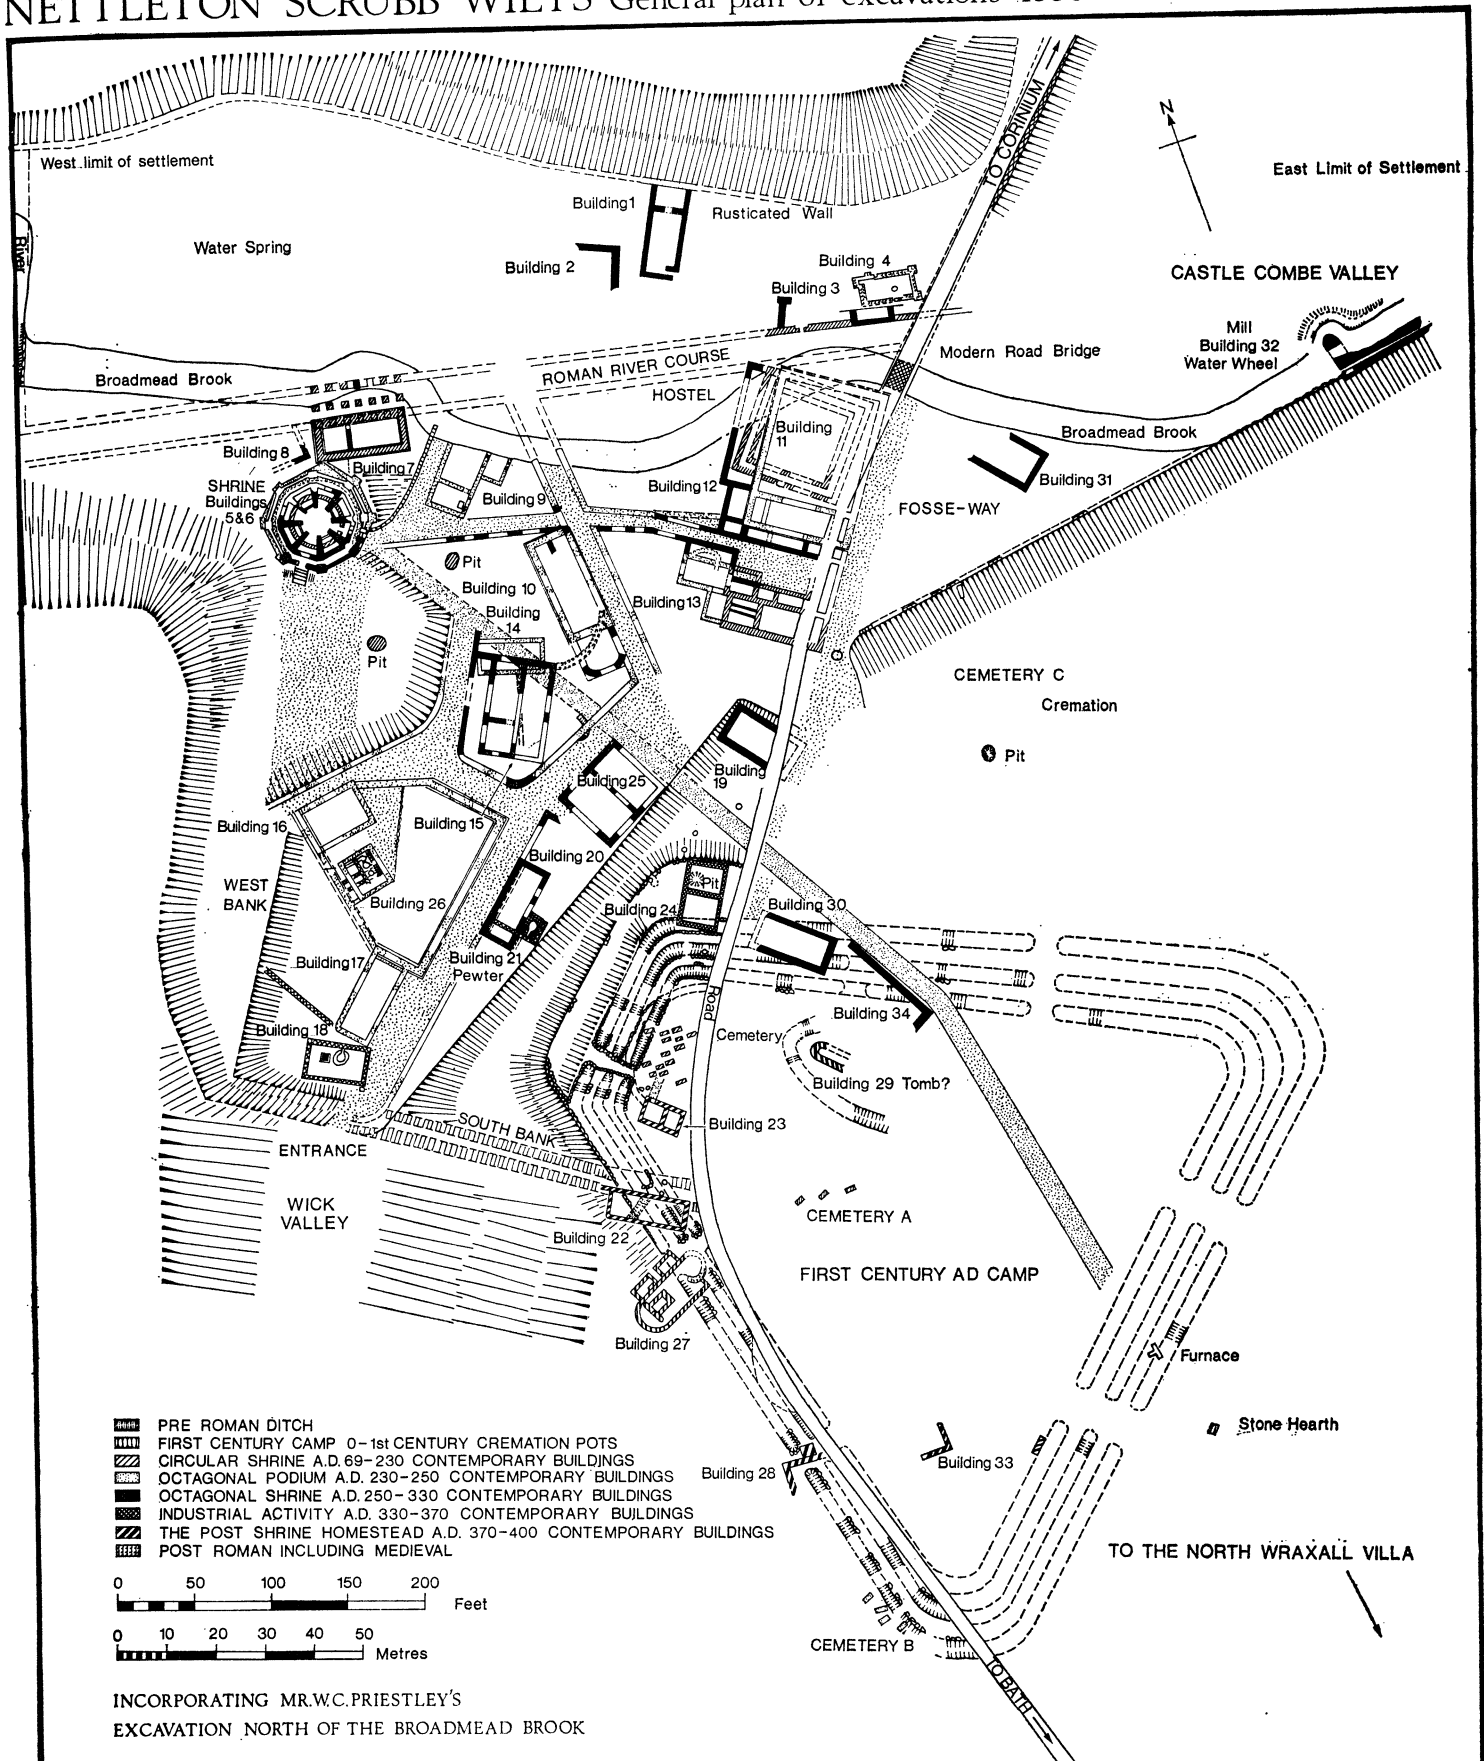 NETTLETON SCRUBB WILTS General plan of excavations
TO CORINIUM
N
West limit of settlement
East Limit of Settlement
Building 1
Rusticated Wall
River
Water Spring
Building 2
Building 4
Building 3
CASTLE COMBE VALLEY
Mill
Building 32
Water Wheel
ROMAN RIVER COURSE
Modern Road Bridge
Broadmead Brook
HOSTEL
Building
11
Broadmead Brook
Building 8
Building 7
SHRINE
Buildings
5&6
Building 9
Building 12
Building 31
FOSSE-WAY
Pit
Building 10
Building
14
Building 13
Pit
CEMETERY C
Cremation
Pit
Building
19
Building 25
Building 16
Building 15
Building 20
WEST
BANK
Pit
Building 26
Building 24
Building 30
Building 17
Building 21
Pewter
Road
Building 34
Building 18
Cemetery
Building 29 Tomb?
SOUTH BANK
Building 23
ENTRANCE
WICK
VALLEY
CEMETERY A
Building 22
FIRST CENTURY AD CAMP
Building 27
Furnace
Stone Hearth
Building 33
Building 28
PRE ROMAN DITCH
FIRST CENTURY CAMP 0-1st CENTURY CREMATION POTS
CIRCULAR SHRINE A.D. 69-230 CONTEMPORARY BUILDINGS
OCTAGONAL PODIUM A.D. 230-250 CONTEMPORARY BUILDINGS
OCTAGONAL SHRINE A.D. 250-330 CONTEMPORARY BUILDINGS
INDUSTRIAL ACTIVITY A.D. 330-370 CONTEMPORARY BUILDINGS
THE POST SHRINE HOMESTEAD A.D. 370-400 CONTEMPORARY BUILDINGS
POST ROMAN INCLUDING MEDIEVAL
TO THE NORTH WRAXALL VILLA
0 50 100 150 200
Feet
0 10 20 30 40 50
Metres
CEMETERY B
TO BATH
INCORPORATING MR.W.C.PRIESTLEY'S
EXCAVATION NORTH OF THE BROADMEAD BROOK